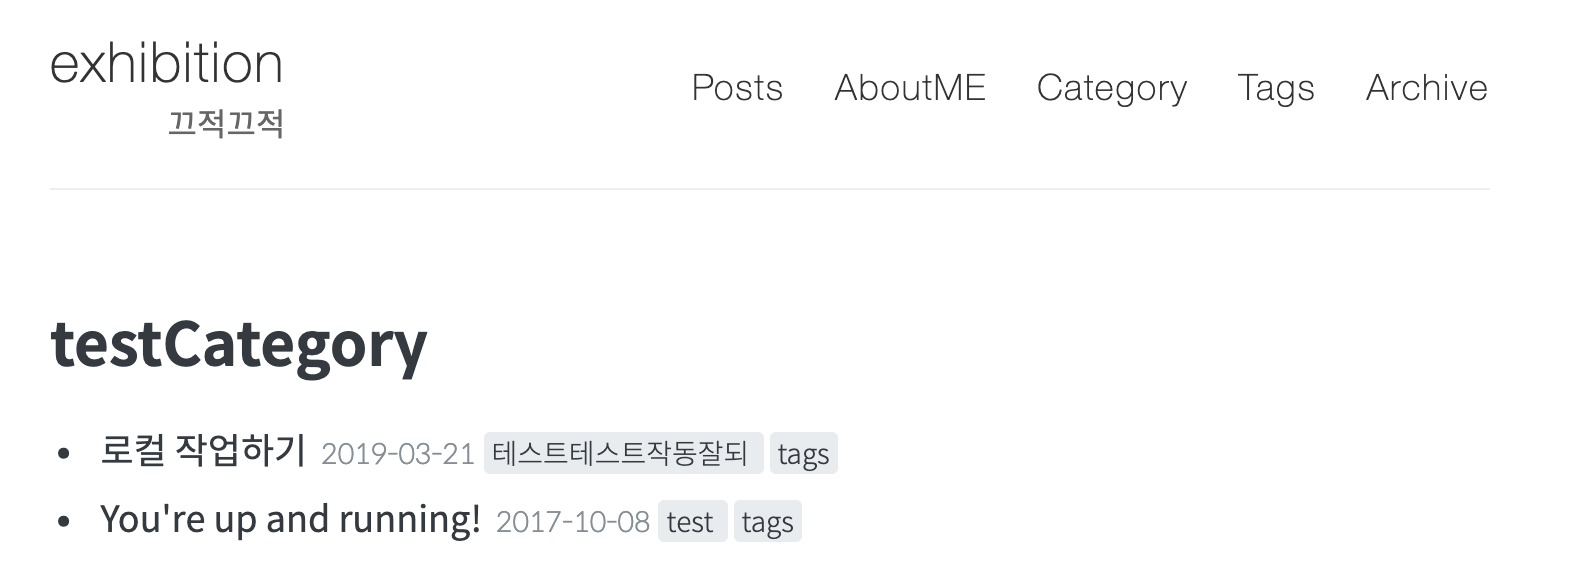 exhibition
끄적끄적
Posts AboutME Category Tags Archive
testCategory
• 로컬 작업하기 2019-03-21 테스트테스트작동잘되 tags
• You're up and running! 2017-10-08 test tags